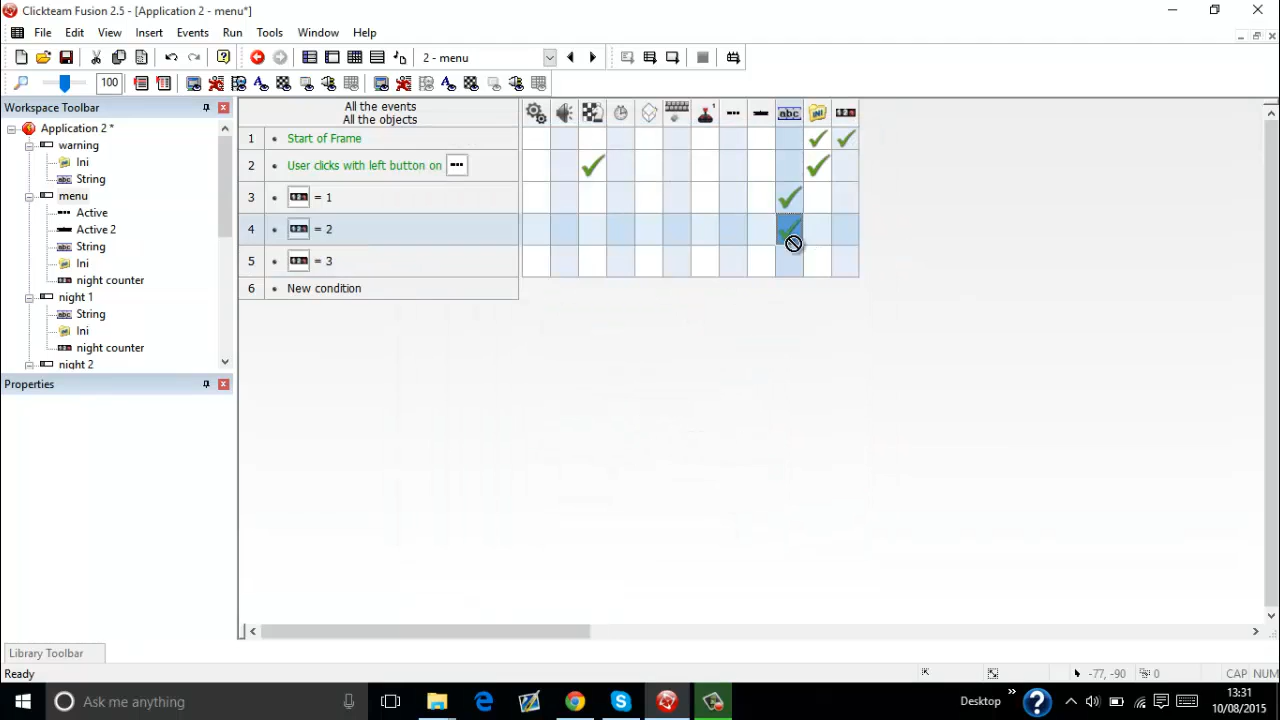 Clickteam Fusion 2.5 - [Application 2 - menu*]
File Edit View Insert Events Run Tools Window Help
2 - menu
100
Workspace Toolbar
Application 2 *
warning
Ini
String
menu
Active
Active 2
String
Ini
night counter
night 1
String
Ini
night counter
night 2
Properties
All the events
All the objects
abc INI
1 Start of Frame
2 User clicks with left button on
3 = 1
4 = 2
5 = 3
6 New condition
Library Toolbar
Ready
-77, -90 0 CAP NUM
Ask me anything
Desktop
13:31
10/08/2015